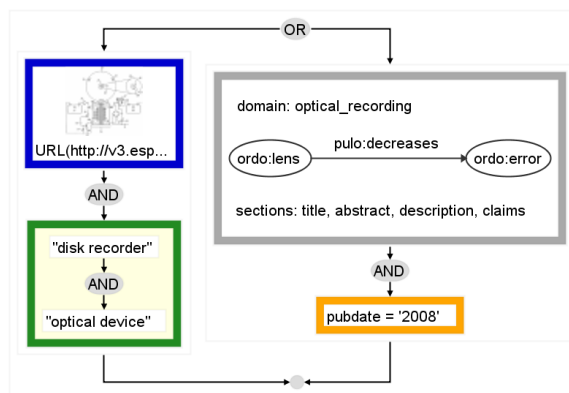 OR
URL(http://v3.esp...
AND
"disk recorder"
AND
"optical device"
domain: optical_recording
pulo:decreases
ordo:lens
ordo:error
sections: title, abstract, description, claims
AND
pubdate = '2008'